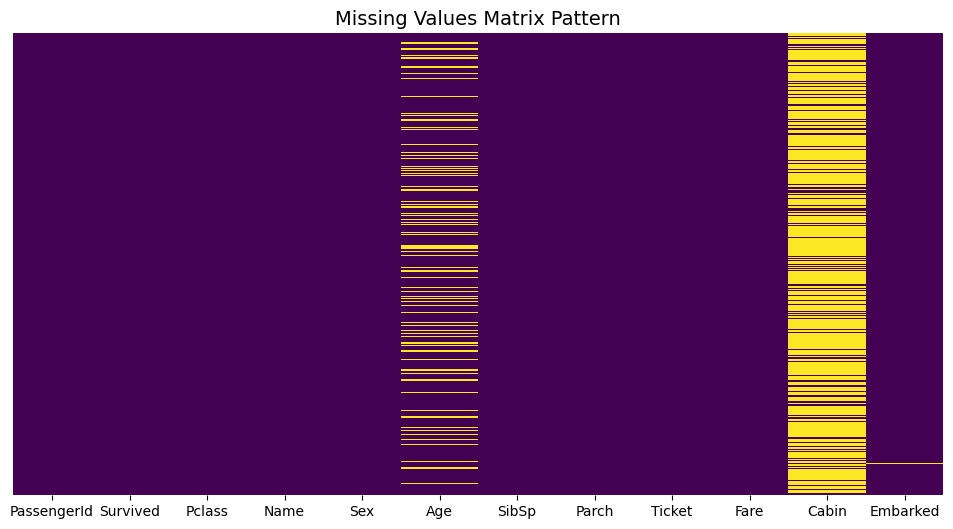 Missing Values Matrix Pattern
PassengerId Survived Pclass Name Sex Age SibSp Parch Ticket Fare Cabin Embarked